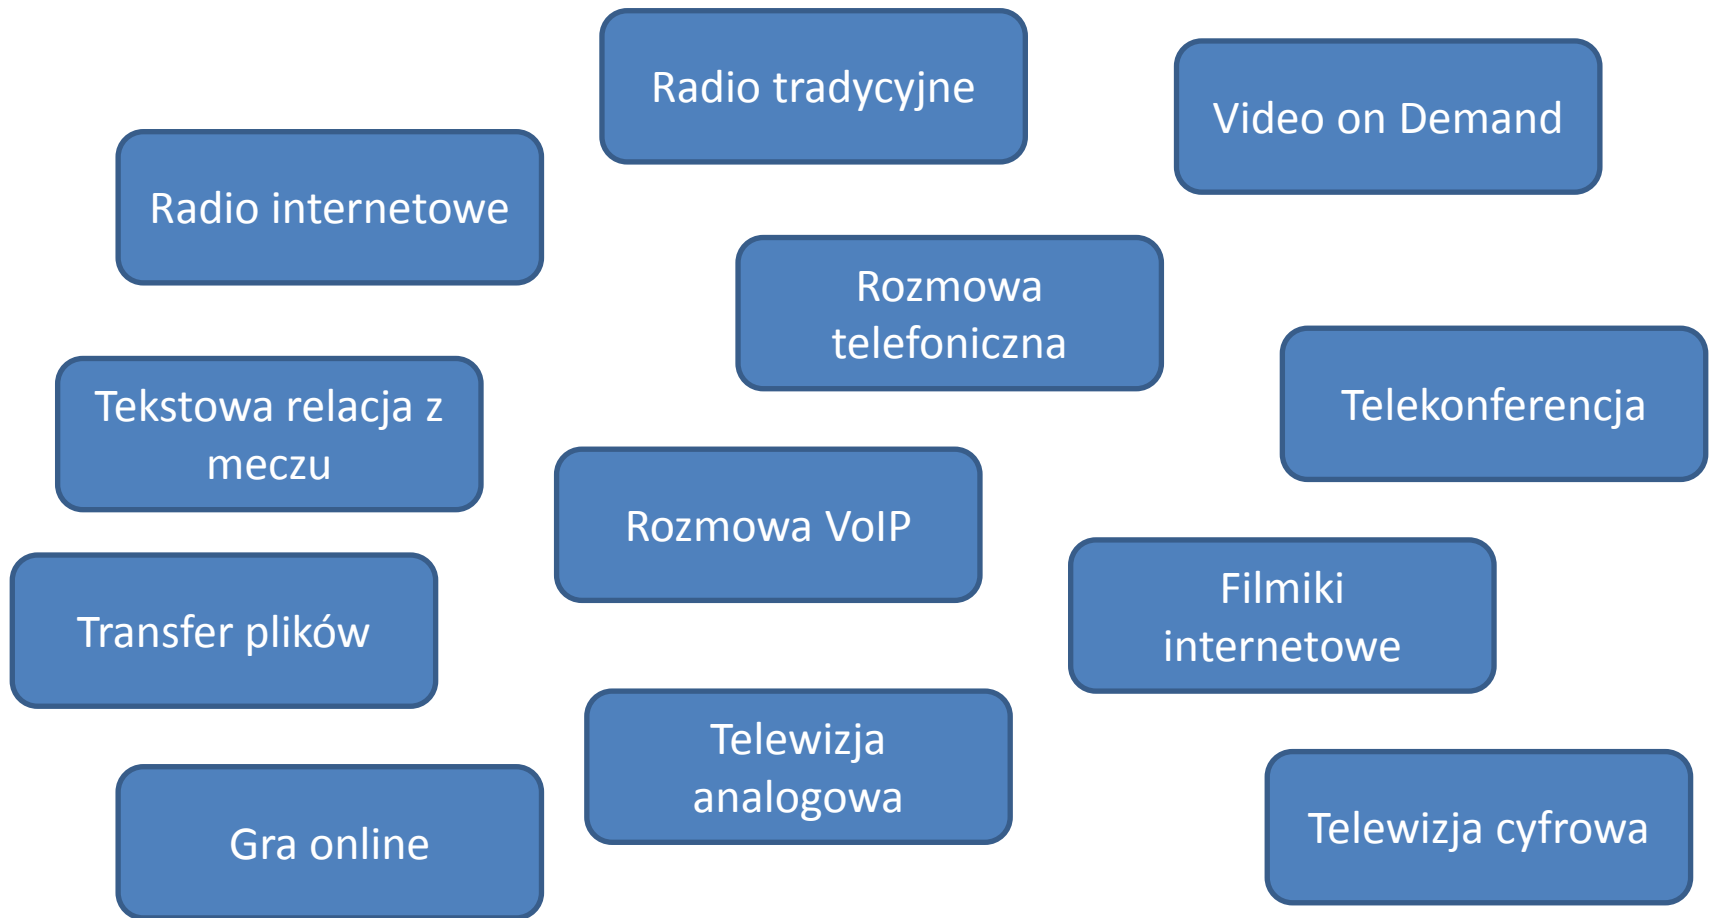 Radio tradycyjne
Video on Demand
Radio internetowe
Rozmowa
telefoniczna
Tekstowa relacja z
meczu
Telekonferencja
Rozmowa VoIP
Transfer plików
Filmiki
internetowe
Telewizja
analogowa
Gra online
Telewizja cyfrowa